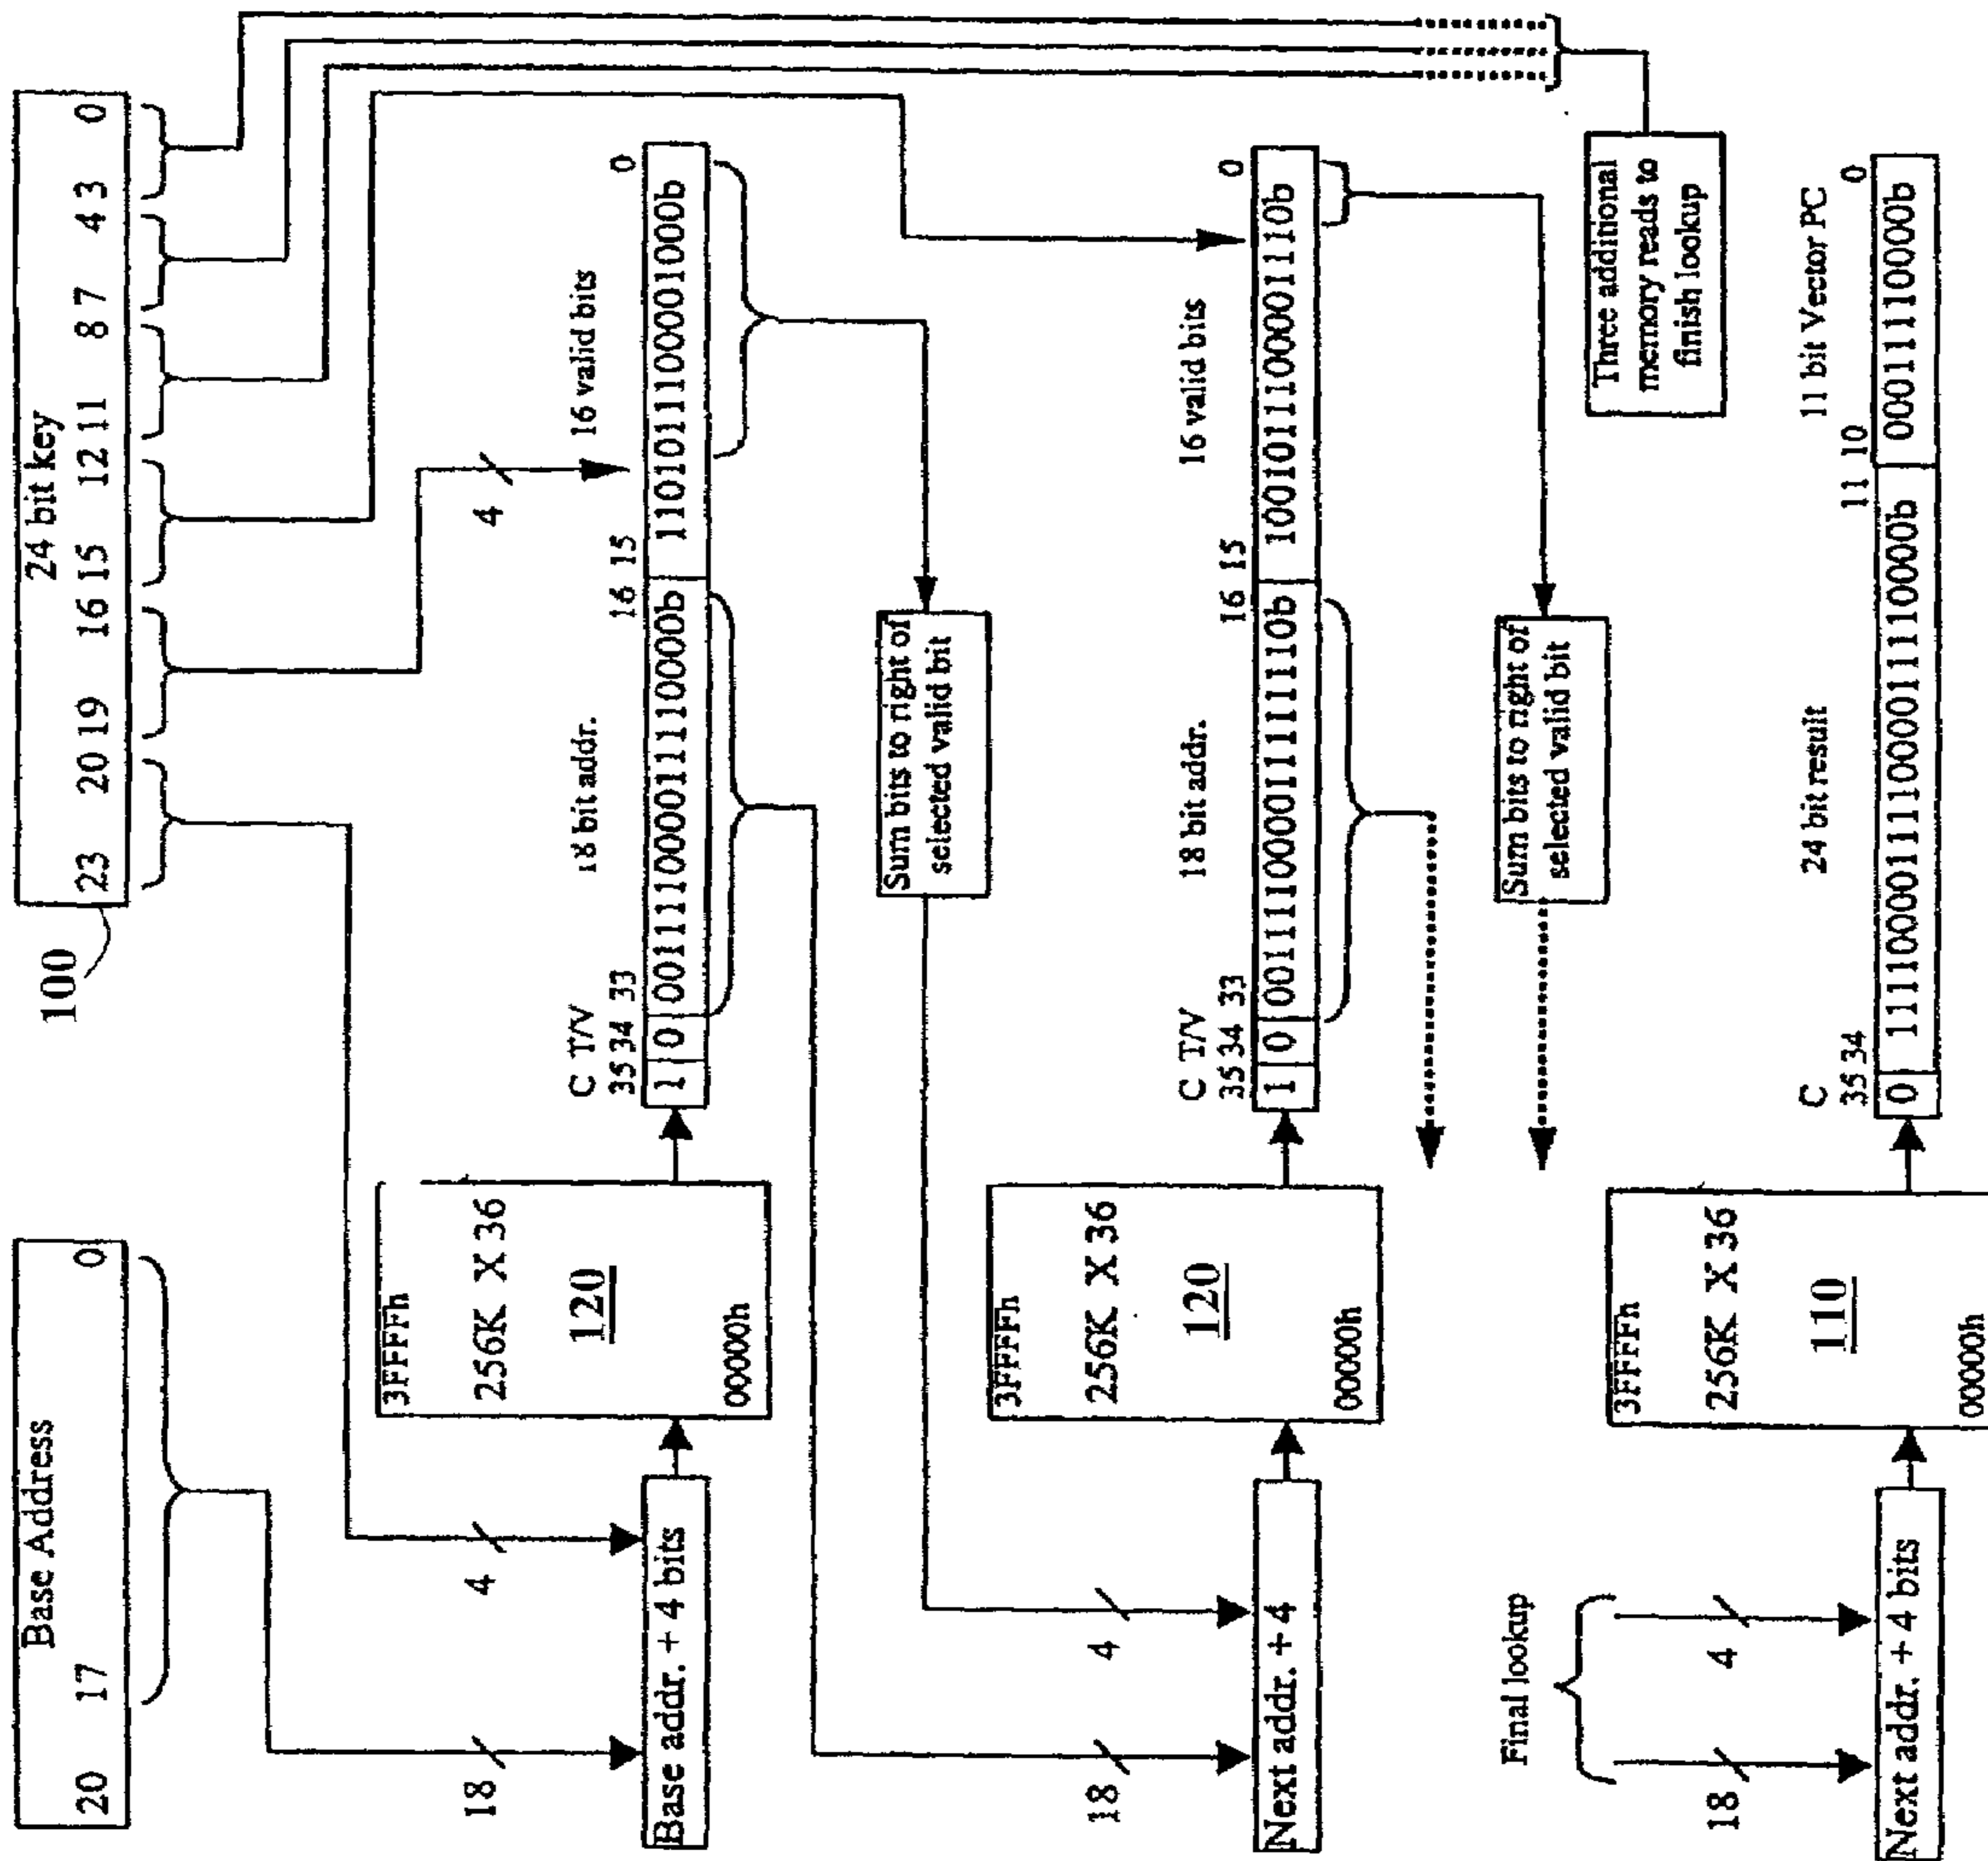 Base Address
20 17 0
24 bit key
23 20 19 16 15 12 11 8 7 4 3 0
100
18
4
4
Base addr. + 4 bits
3FFFFh
256K X 36
120
00000h
C T/V
18 bit addr.
16 valid bits
35 34 33 16 15 0
1 0 1101011100001000b
Sum bits to right of
selected valid bit
18
4
Next addr. + 4
3FFFFh
256K X 36
120
00000h
C T/V
18 bit addr.
16 valid bits
35 34 33 16 15 0
1 0 001110000111111110b 1001011100001110b
Sum bits to right of
selected valid bit
Three additional
memory reads to
finish lookup
Final lookup
18
4
Next addr. + 4 bits
3FFFFh
256K X 36
110
00000h
C
24 bit result
11 bit Vector PC
35 34 11 10 0
0 00011110000b